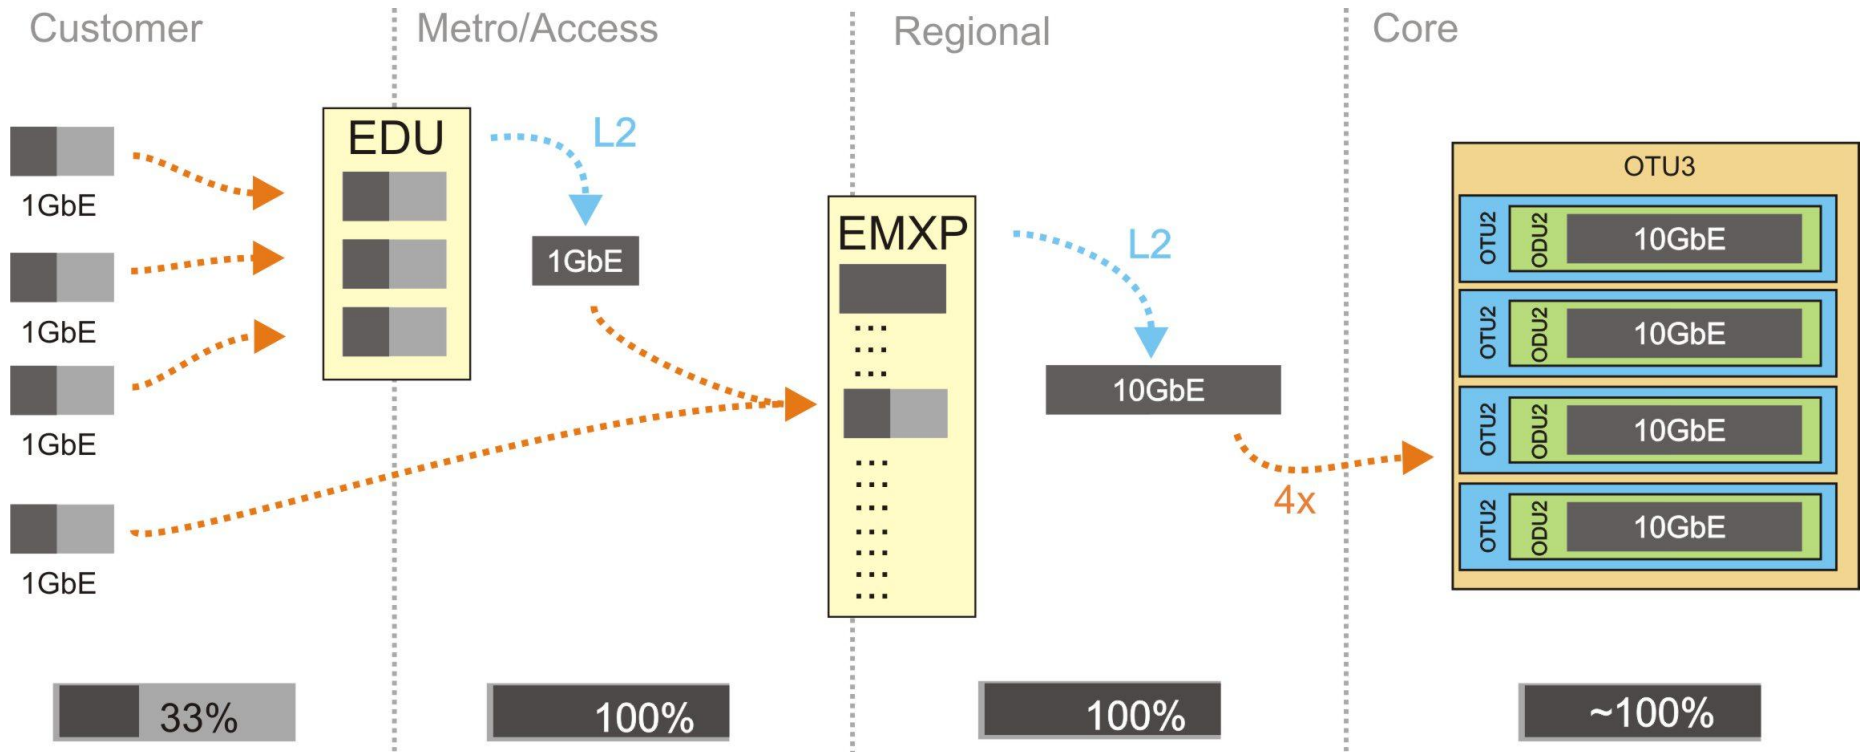 Customer
Metro/Access
Regional
Core
1GbE
1GbE
1GbE
1GbE
EDU
L2
1GbE
EMXP
...
...
...
...
...
...
...
...
...
...
L2
10GbE
4x
OTU3
OTU2 ODU2 10GbE
OTU2 ODU2 10GbE
OTU2 ODU2 10GbE
OTU2 ODU2 10GbE
33%
100%
100%
~100%